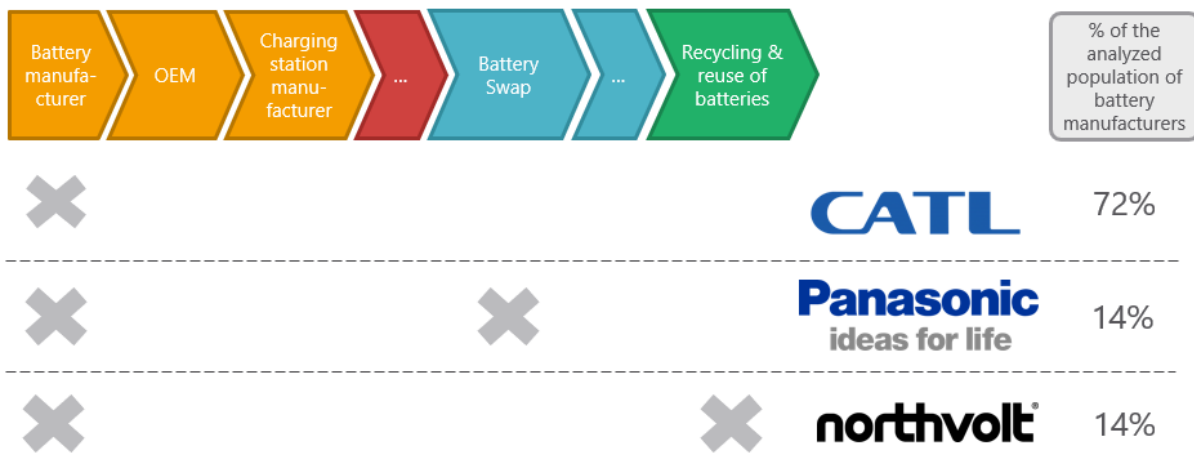 Battery
manufa-
cturer
OEM
Charging
station
manu-
facturer
...
Battery
Swap
...
Recycling &
reuse of
batteries
% of the
analyzed
population of
battery
manufacturers
CATL
72%
Panasonic
ideas for life
14%
northvolt®
14%